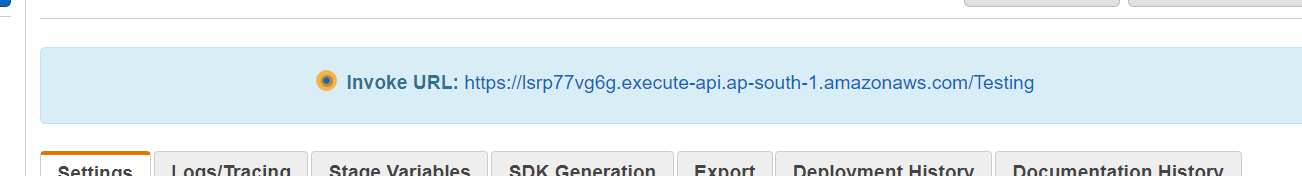 Invoke URL: https://lsrp77vg6g.execute-api.ap-south-1.amazonaws.com/Testing
Settings Logs/Tracing Stage Variables SDK Generation Export Deployment History Documentation History